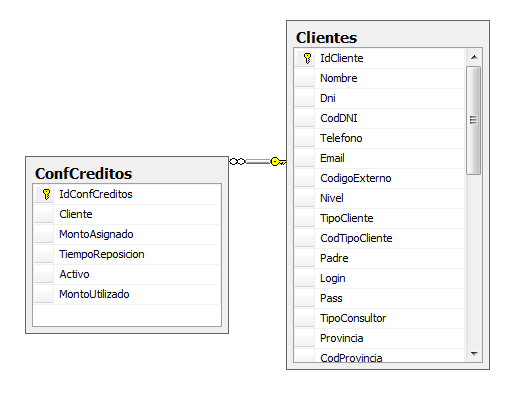 Clientes
IdCliente
Nombre
Dni
CodDNI
Telefono
Email
CodigoExterno
Nivel
TipoCliente
CodTipoCliente
Padre
Login
Pass
TipoConsultor
Provincia
CodProvincia
ConfCreditos
IdConfCreditos
Cliente
MontoAsignado
TiempoReposicion
Activo
MontoUtilizado